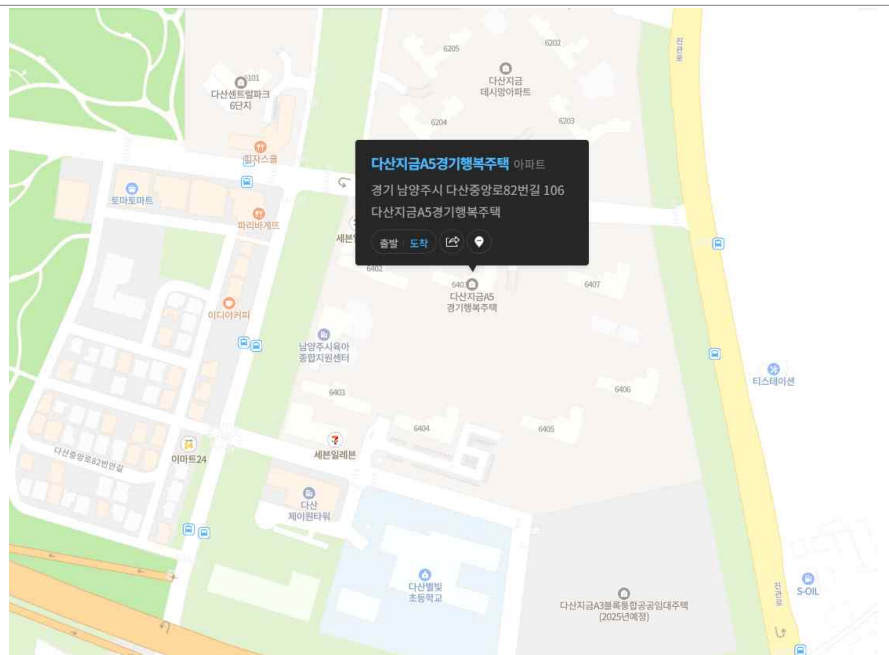 6205
6202
진관로
6101
다산센트럴파크
6단지
다산지금
데시앙아파트
6204
6203
밀자스쿨
다산지금A5경기행복주택 아파트
경기 남양주시 다산중앙로82번길 106
다산지금A5경기행복주택
출발 도착
토마토마트
파리바게뜨
세븐
6402
6407
다산지금A5
경기행복주택
이디야커피
남양주시육아
종합지원센터
티스테이션
6403
6406
6404
6405
세븐일레븐
이마트24
다산중앙로82번안길
다산
제이원타워
다산별빛
초등학교
다산지금A3블록통합공공임대주택
(2025년예정)
진관로
S-OIL